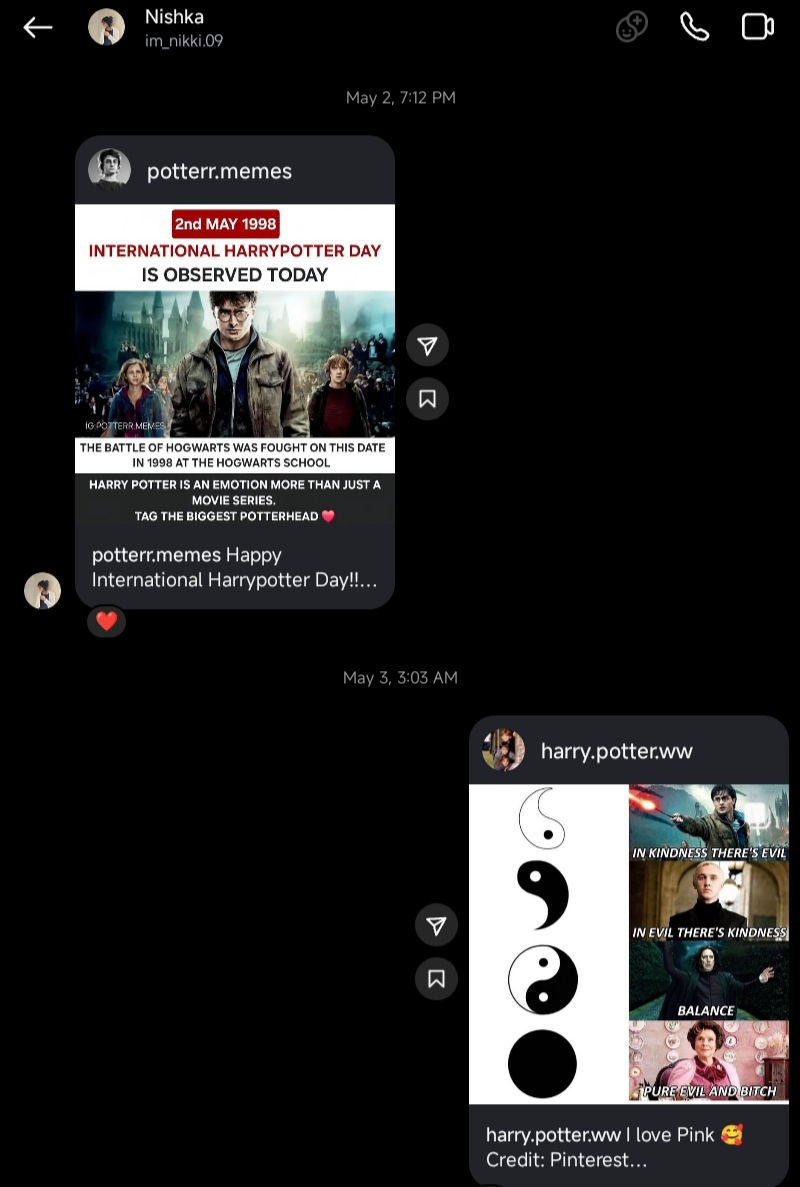 Nishka
im_nikki.09
May 2, 7:12 PM
potterr.memes
2nd MAY 1998
INTERNATIONAL HARRYPOTTER DAY
IS OBSERVED TODAY
IG:POTTERR.MEMES
THE BATTLE OF HOGWARTS WAS FOUGHT ON THIS DATE
IN 1998 AT THE HOGWARTS SCHOOL
HARRY POTTER IS AN EMOTION MORE THAN JUST A
MOVIE SERIES.
TAG THE BIGGEST POTTERHEAD ❤️
potterr.memes Happy
International Harrypotter Day!!...
❤️
May 3, 3:03 AM
harry.potter.ww
IN KINDNESS THERE'S EVIL
IN EVIL THERE'S KINDNESS
BALANCE
PURE EVIL AND BITCH
harry.potter.ww I love Pink 🥰
Credit: Pinterest...